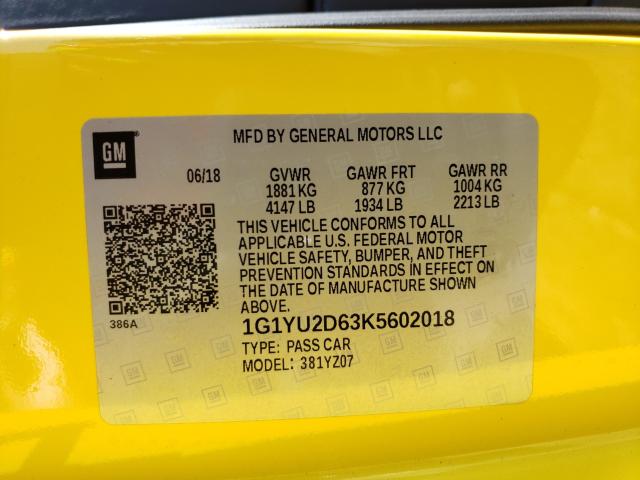 MFD BY GENERAL MOTORS LLC
GM
06/18 GVWR GAWR FRT GAWR RR
1881 KG 877 KG 1004 KG
4147 LB 1934 LB 2213 LB
THIS VEHICLE CONFORMS TO ALL
APPLICABLE U.S. FEDERAL MOTOR
VEHICLE SAFETY, BUMPER, AND THEFT
PREVENTION STANDARDS IN EFFECT ON
THE DATE OF MANUFACTURE SHOWN
ABOVE.
386A
1G1YU2D63K5602018
TYPE: PASS CAR
MODEL: 381YZ07